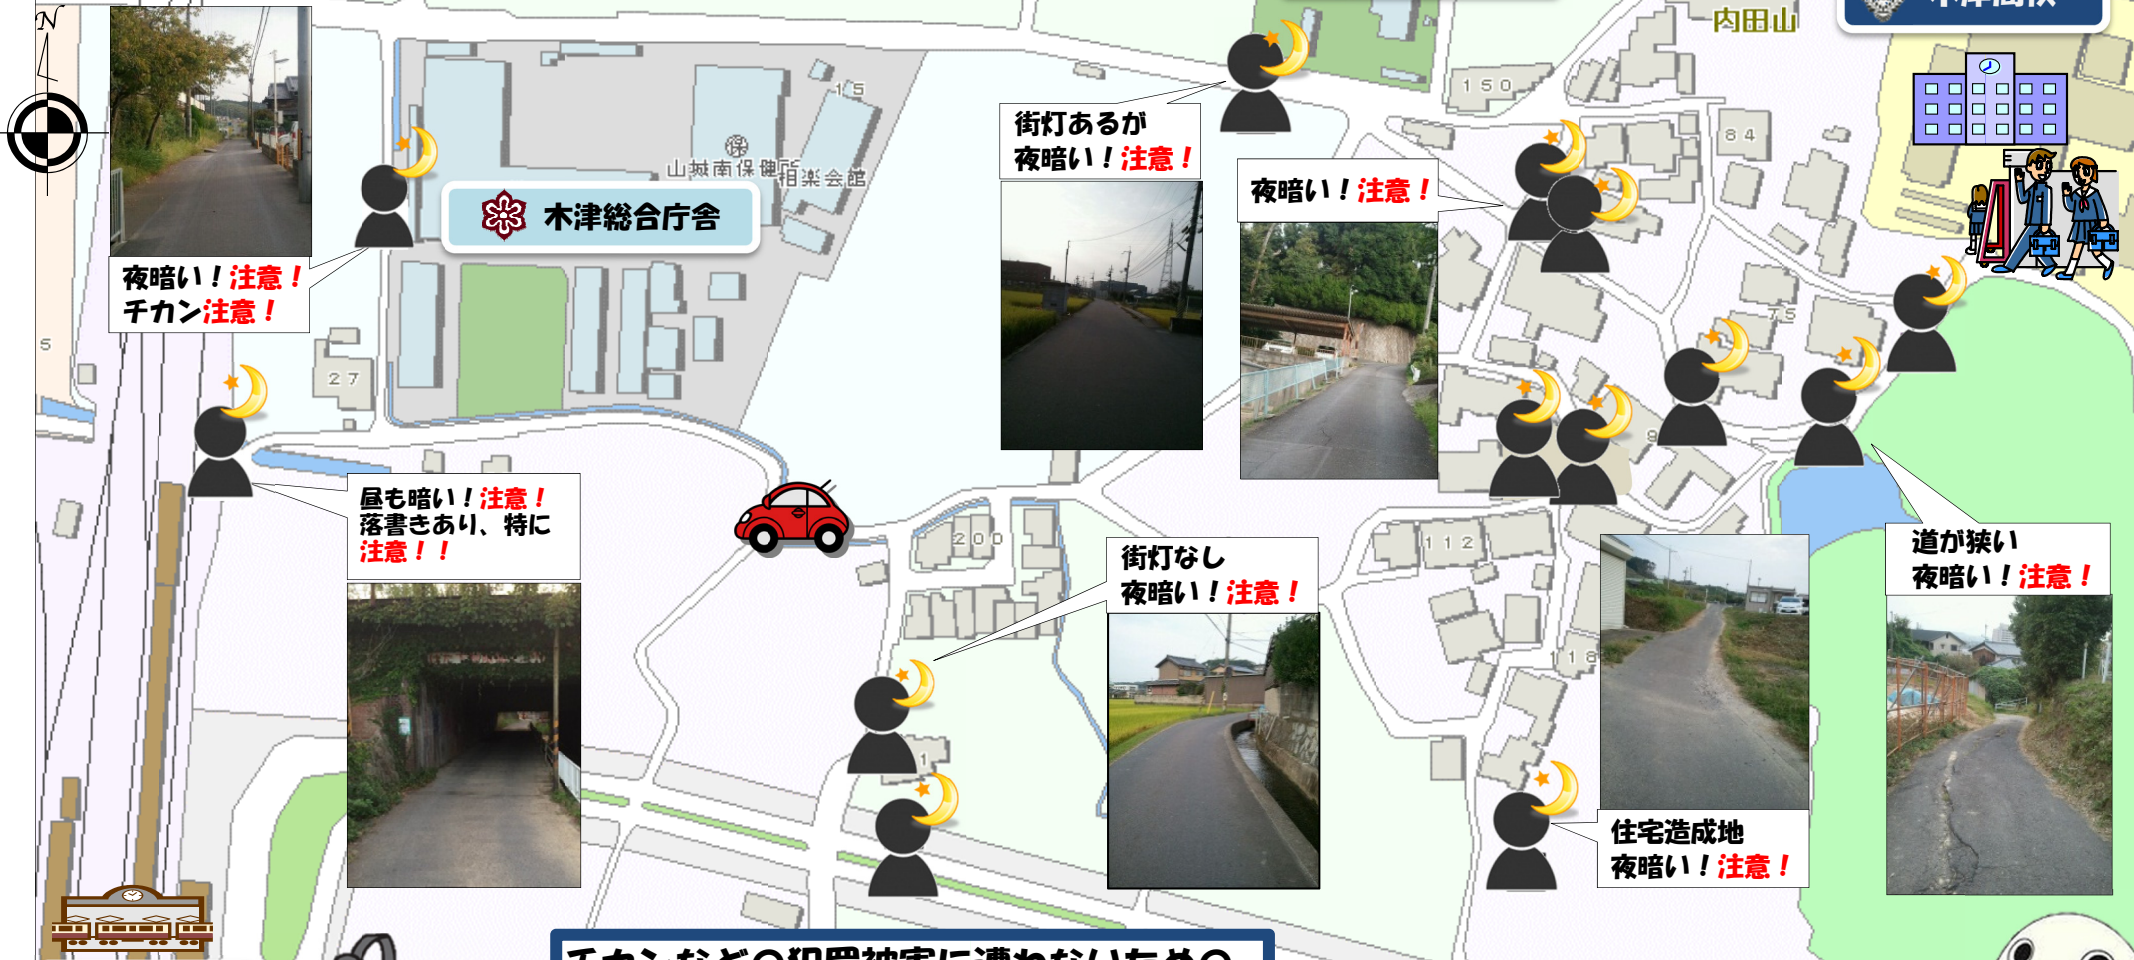 N
内田山
150
15
街灯あるが
夜暗い！注意！
84
山城南保健所
相楽会館
夜暗い！注意！
木津総合庁舎
夜暗い！注意！
チカン注意！
75
5
27
昼も暗い！注意！
落書きあり、特に
注意！！
200
112
街灯なし
夜暗い！注意！
道が狭い
夜暗い！注意！
118
1
住宅造成地
夜暗い！注意！